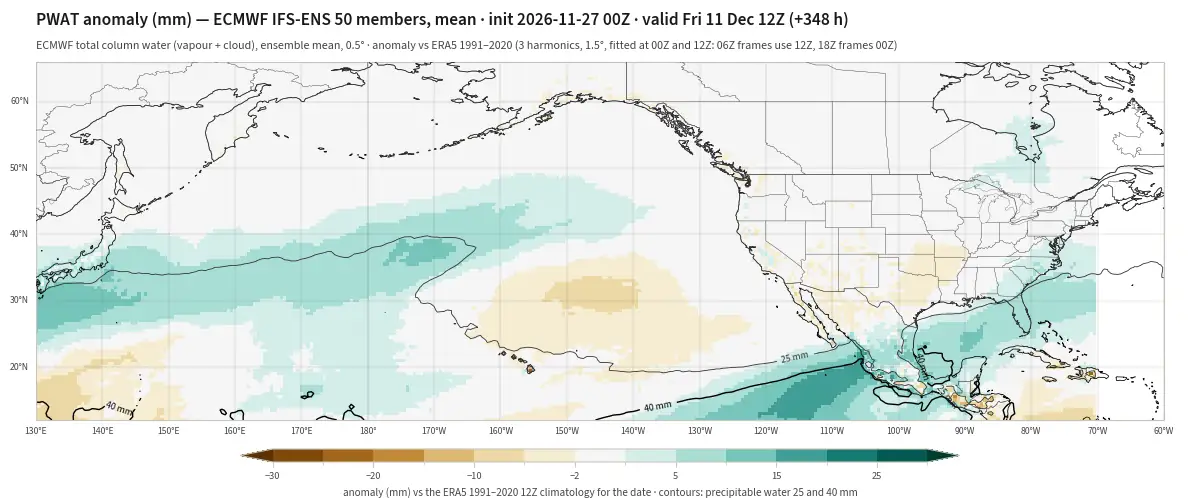 PWAT anomaly (mm) — ECMWF IFS-ENS 50 members, mean · init 2026-11-27 00Z · valid Fri 11 Dec 12Z (+348 h)
ECMWF total column water (vapour + cloud), ensemble mean, 0.5° · anomaly vs ERA5 1991–2020 (3 harmonics, 1.5°, fitted at 00Z and 12Z: 06Z frames use 12Z, 18Z frames 00Z)
60°N
50°N
40°N
30°N
20°N
25 mm
40 mm
40 mm
40 mm
130°E 140°E 150°E 160°E 170°E 180° 170°W 160°W 150°W 140°W 130°W 120°W 110°W 100°W 90°W 80°W 70°W 60°W
−30 −20 −10 −2 5 15 25
anomaly (mm) vs the ERA5 1991–2020 12Z climatology for the date · contours: precipitable water 25 and 40 mm